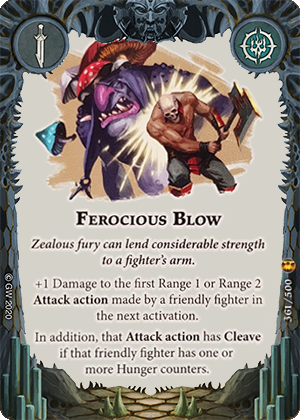 FEROCIOUS BLOW
Zealous fury can lend considerable strength
to a fighter's arm.
+1 Damage to the first Range 1 or Range 2
Attack action made by a friendly fighter in
the next activation.
In addition, that Attack action has Cleave
if that friendly fighter has one or
more Hunger counters.
© GW 2020
361/500